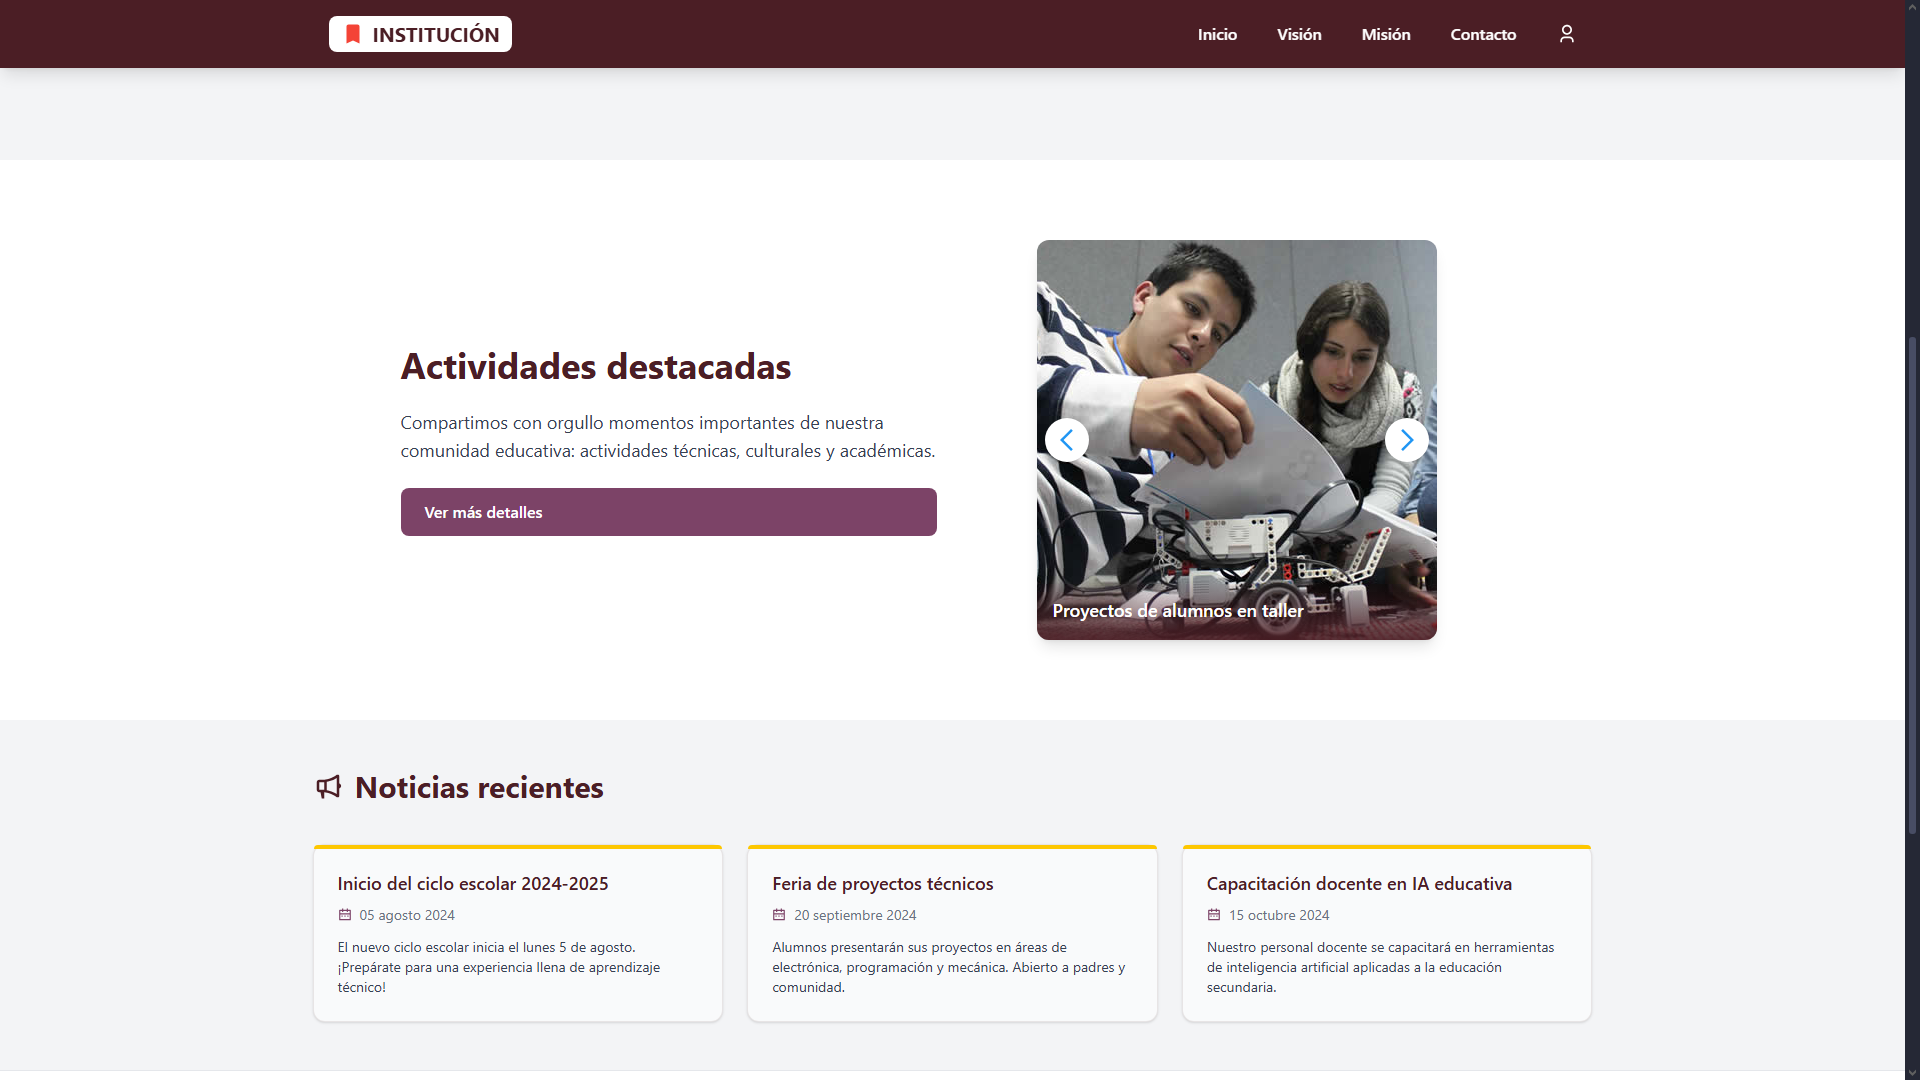 INSTITUCIÓN
Inicio
Visión
Misión
Contacto
Actividades destacadas
Compartimos con orgullo momentos importantes de nuestra
comunidad educativa: actividades técnicas, culturales y académicas.
Ver más detalles
Proyectos de alumnos en taller
Noticias recientes
Inicio del ciclo escolar 2024-2025
05 agosto 2024
El nuevo ciclo escolar inicia el lunes 5 de agosto.
¡Prepárate para una experiencia llena de aprendizaje
técnico!
Feria de proyectos técnicos
20 septiembre 2024
Alumnos presentarán sus proyectos en áreas de
electrónica, programación y mecánica. Abierto a padres y
comunidad.
Capacitación docente en IA educativa
15 octubre 2024
Nuestro personal docente se capacitará en herramientas
de inteligencia artificial aplicadas a la educación
secundaria.